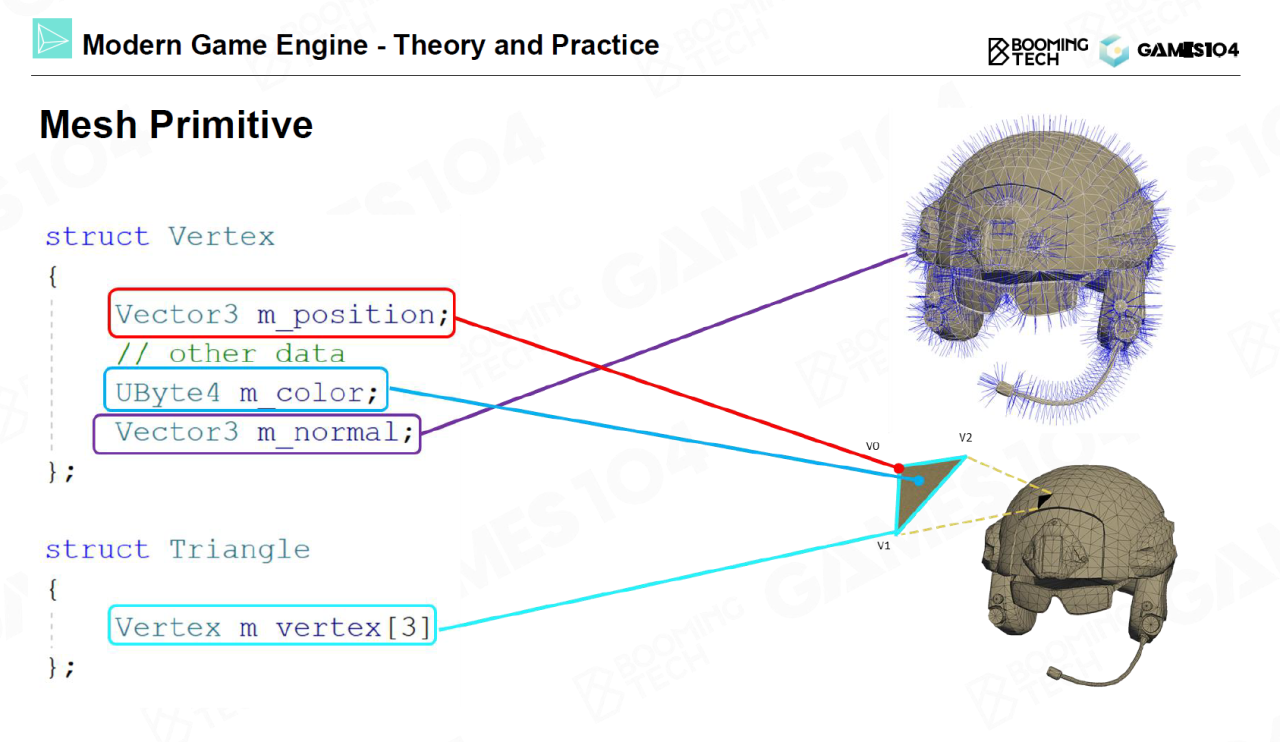 Modern Game Engine - Theory and Practice
BOOMING
TECH
GAMES104
Mesh Primitive
struct Vertex
{
Vector3 m_position;
// other data
UByte4 m_color;
Vector3 m_normal;
};
struct Triangle
{
Vertex m_vertex[3]
};
V0
V2
V1